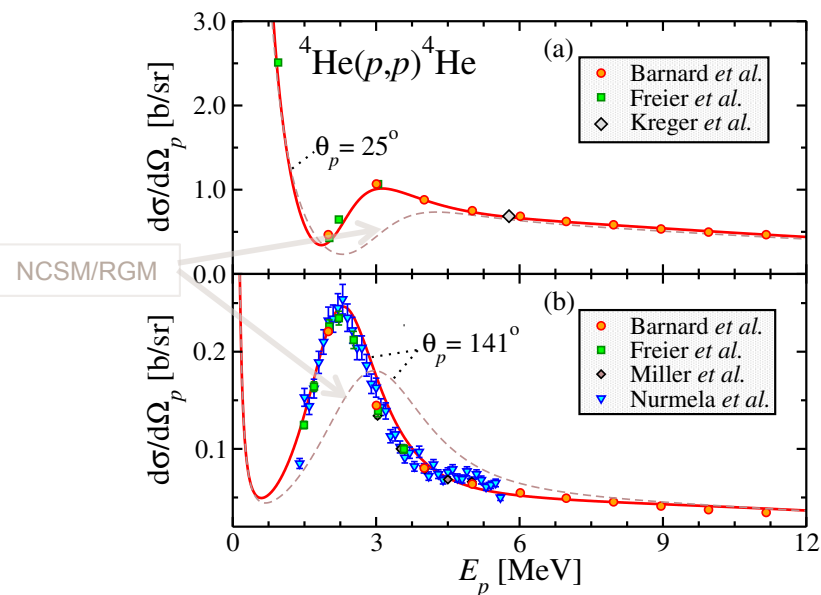 3.0
⁴He(p,p)⁴He
(a)
Barnard et al.
Freier et al.
Kreger et al.
2.0
θp = 25°
1.0
dσ/dΩp [b/sr]
0.0
NCSM/RGM
(b)
Barnard et al.
Freier et al.
Miller et al.
Nurmela et al.
θp = 141°
0.2
0.1
dσ/dΩp [b/sr]
0 3 6 9 12
Ep [MeV]